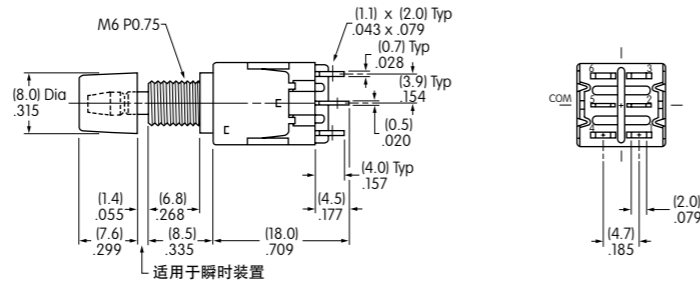 M6 P0.75
(1.1) x (2.0) Typ
.043 x .079
(0.7) Typ
.028
(3.9) Typ
.154
(8.0) Dia
.315
(0.5)
.020
(4.0) Typ
.157
(1.4)
.055
(6.8)
.268
(4.5)
.177
(7.6)
.299
(8.5)
.335
(18.0)
.709
适用于瞬时装置
6 3
COM 5 2
4
(2.0)
.079
(4.7)
.185